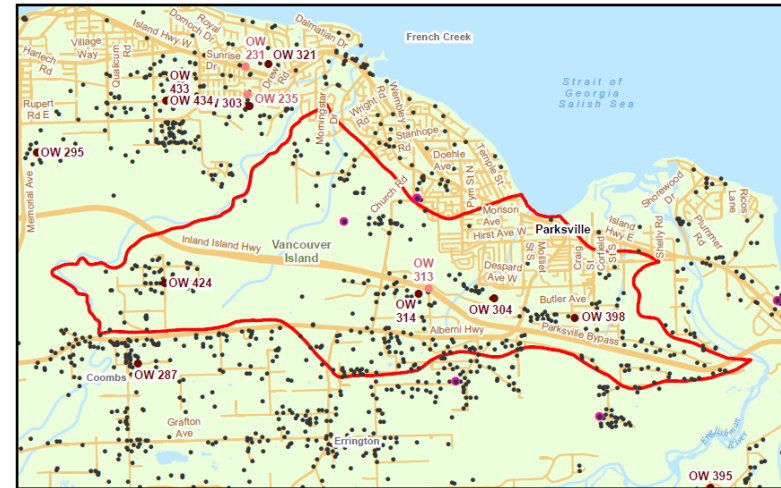 Royal
Dornoch Dr
Island Hwy W
Dalmatian Dr
French Creek
Village
Way
Qualicum
Rd
Harlech
Rd
Sunrise
Dr
OW
231
OW 321
Drew
Rd
OW
433
OW 434
W 303
OW 235
Strait of
Georgia
Salish Sea
Rupert
Rd E
Morningstar
Dr
Wright
Rd
Wembley
Rd
Stanhope
Rd
OW 295
Memorial Ave
Doehle
Ave
Temple St
Pym St N
Church Rd
Shorewood
Dr
Ricos
Lane
Plummer
Rd
Morison
Ave
Parksville
Island
Hwy E
Shelly Rd
Hirst Ave W
Inland Island Hwy
Vancouver
Island
Craig
St
Corfield
St S
Moilliet
St S
Despard
Ave W
OW
313
OW 424
OW
314
OW 304
Butler Ave
OW 398
Alberni Hwy
Parksville Bypass
OW 287
Coombs
Grafton
Ave
Errington
Englishman
River
OW 395